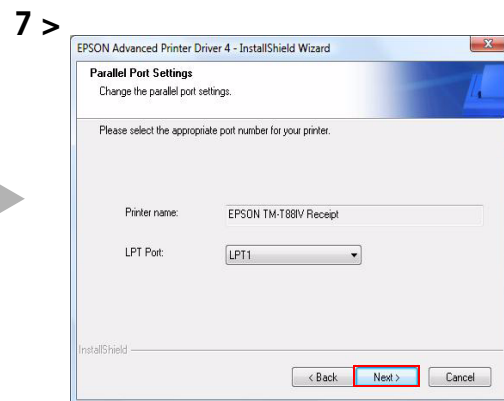 7 >
EPSON Advanced Printer Driver 4 - InstallShield Wizard
Parallel Port Settings
Change the parallel port settings.
Please select the appropriate port number for your printer.
Printer name: EPSON TM-T88IV Receipt
LPT Port: LPT1
InstallShield
< Back Next > Cancel